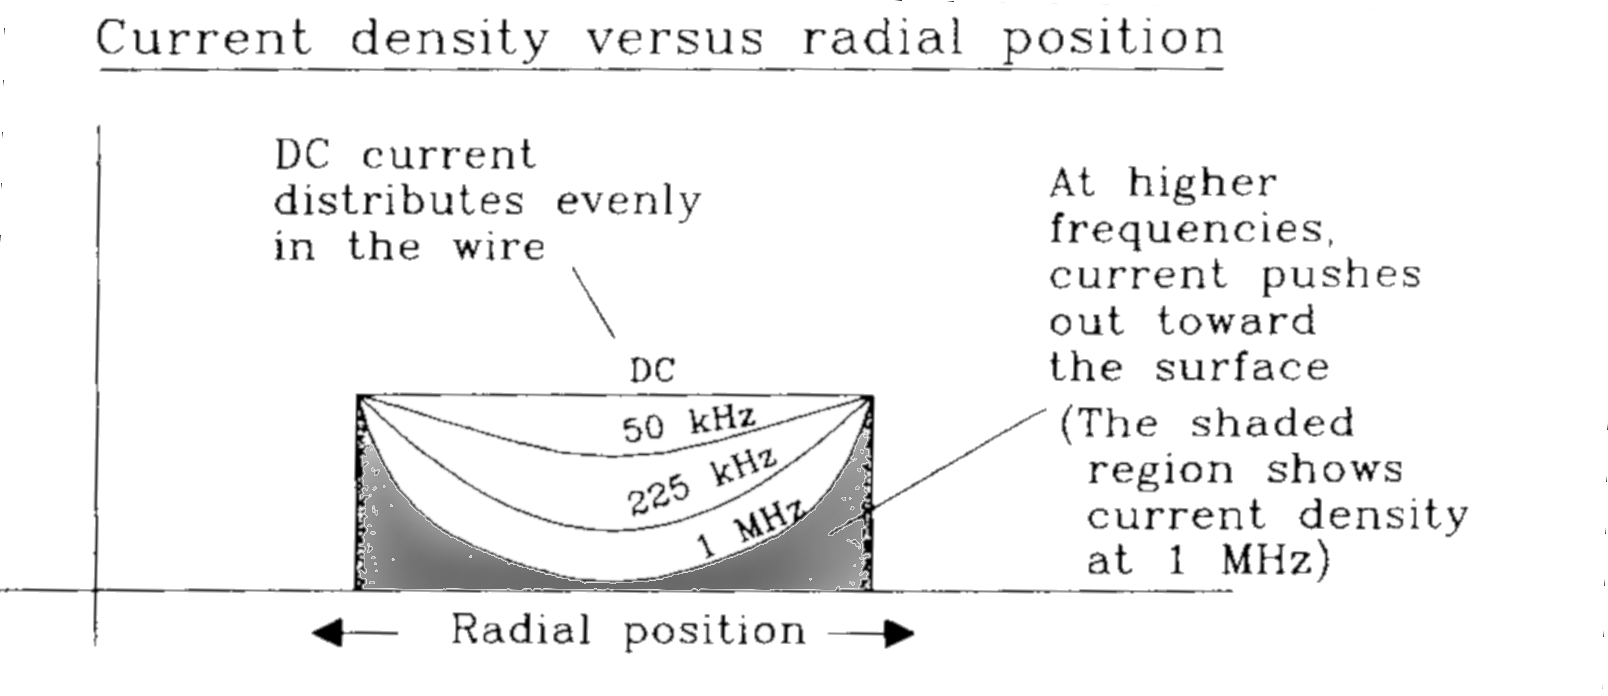 Current density versus radial position
DC current
distributes evenly
in the wire
At higher
frequencies,
current pushes
out toward
the surface
(The shaded
region shows
current density
at 1 MHz)
DC
50 kHz
225 kHz
1 MHz
Radial position